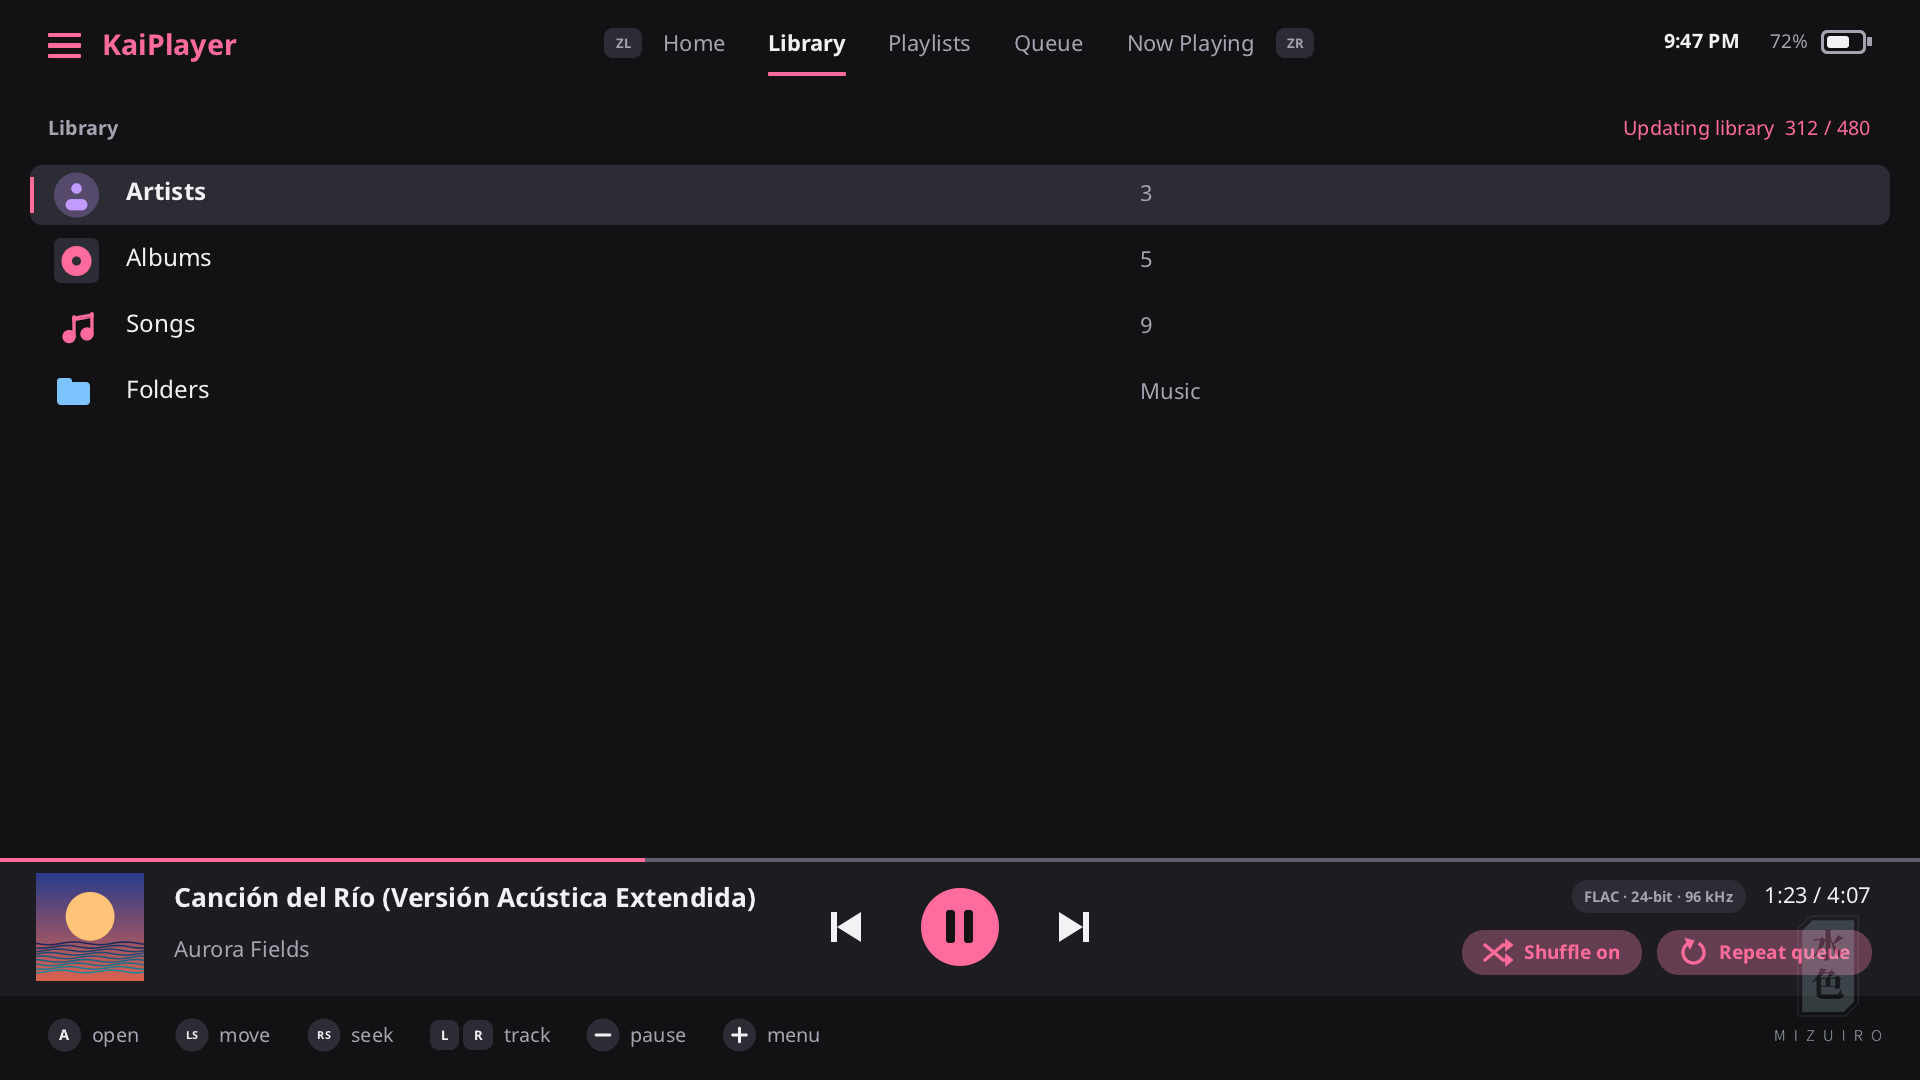 KaiPlayer
ZL Home Library Playlists Queue Now Playing ZR
9:47 PM 72%
Library
Updating library 312 / 480
Artists 3
Albums 5
Songs 9
Folders Music
Canción del Río (Versión Acústica Extendida)
Aurora Fields
FLAC · 24-bit · 96 kHz 1:23 / 4:07
Shuffle on Repeat queue
水
色
MIZUIRO
A open LS move RS seek L R track pause menu